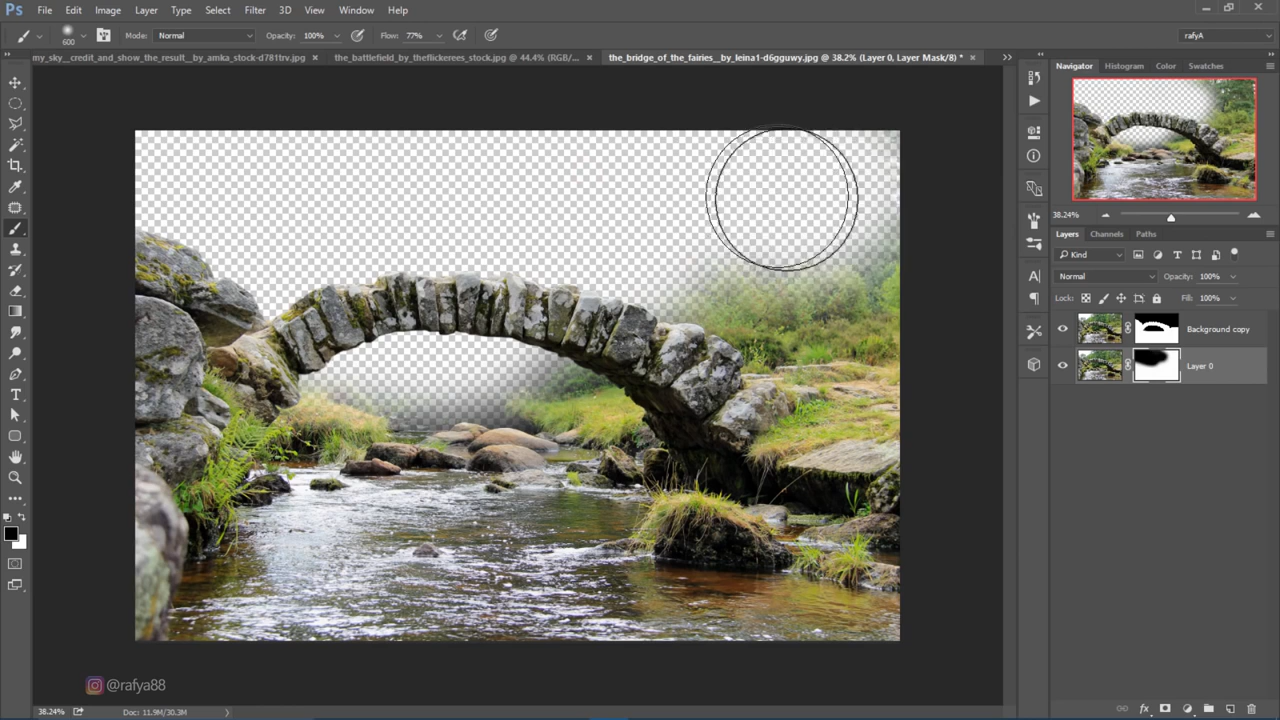 Ps File Edit Image Layer Type Select Filter 3D View Window Help
600 Mode: Normal Opacity: 100% Flow: 77% rafyA
my_sky__credit_and_show_the_result__by_amka_stock-d781trv.jpg the_battlefield_by_theflickerees_stock.jpg @ 44.4% (RGB/... the_bridge_of_the_fairies__by_leina1-d6gguwy.jpg @ 38.2% (Layer 0, Layer Mask/8) *
Navigator Histogram Color Swatches
38.24%
Layers Channels Paths
Kind
Normal Opacity: 100%
Lock: Fill: 100%
Background copy
Layer 0
@rafya88
38.24% Doc: 11.9M/30.3M